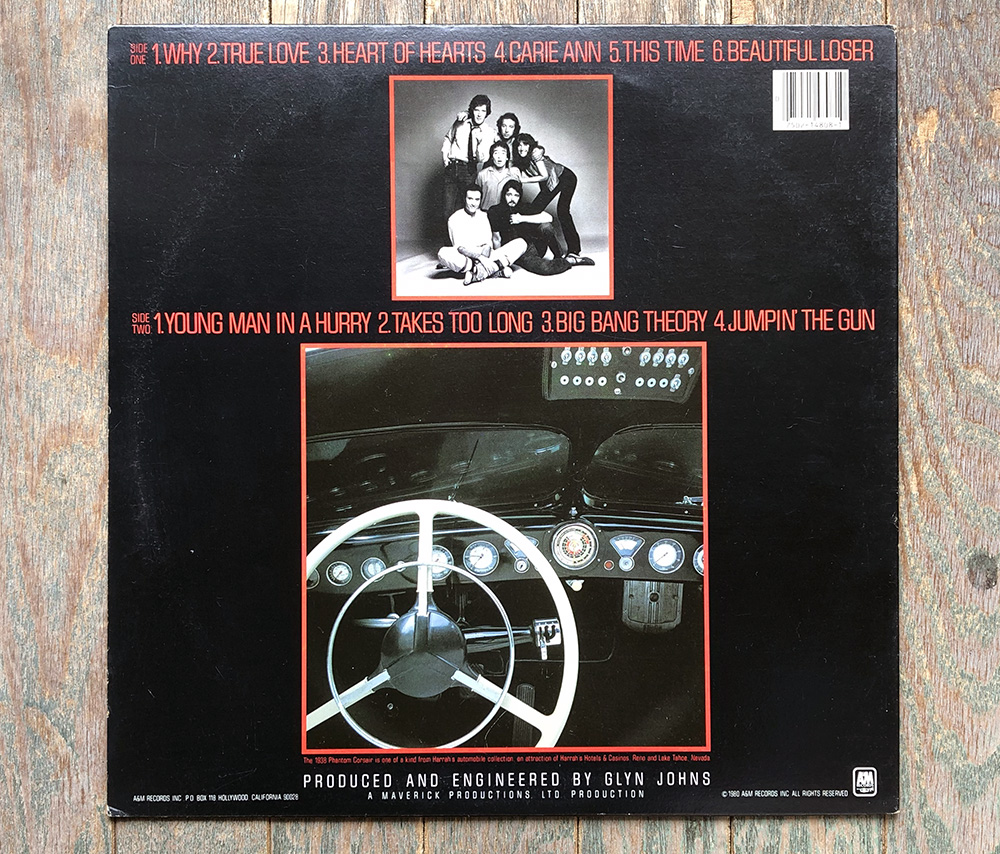 SIDE ONE 1.WHY 2.TRUE LOVE 3.HEART OF HEARTS 4.CARIE ANN 5.THIS TIME 6.BEAUTIFUL LOSER
SIDE TWO: 1.YOUNG MAN IN A HURRY 2.TAKES TOO LONG 3.BIG BANG THEORY 4.JUMPIN' THE GUN
The 1938 Phantom Corsair is one of a kind from Harrah's automobile collection, an attraction of Harrah's Hotels & Casinos, Reno and Lake Tahoe, Nevada
PRODUCED AND ENGINEERED BY GLYN JOHNS
A MAVERICK PRODUCTIONS, LTD. PRODUCTION
A&M RECORDS INC. P.O. BOX 118 HOLLYWOOD, CALIFORNIA 90028
© 1980 A&M RECORDS INC. ALL RIGHTS RESERVED
A&M RECORDS